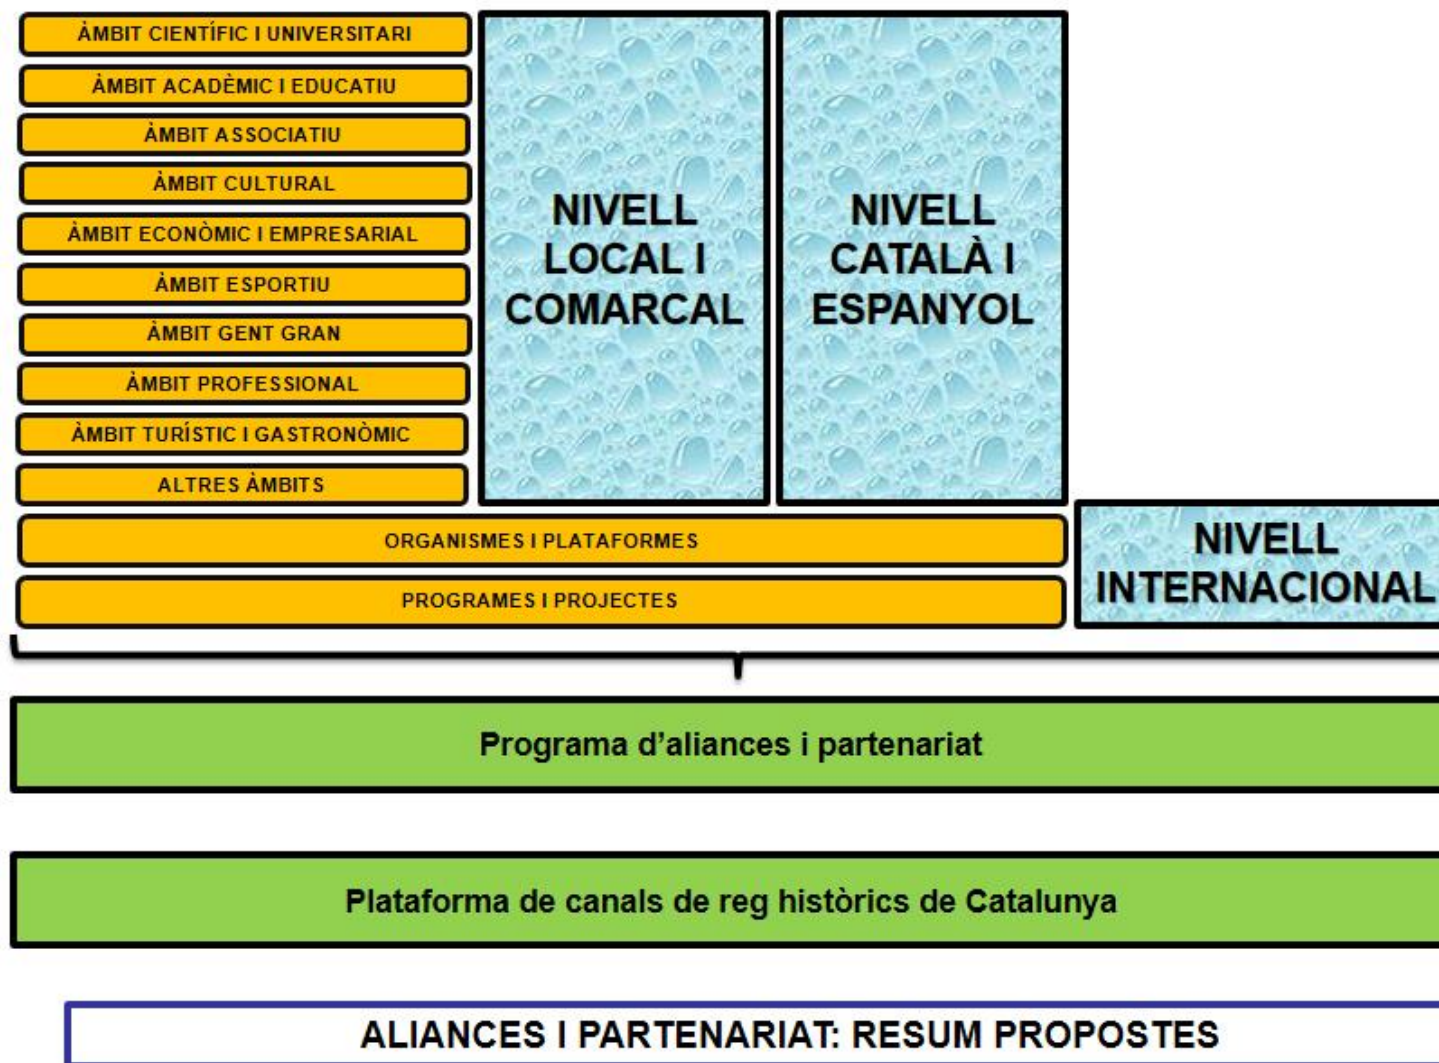 ÀMBIT CIENTÍFIC I UNIVERSITARI
ÀMBIT ACADÈMIC I EDUCATIU
ÀMBIT ASSOCIATIU
ÀMBIT CULTURAL
ÀMBIT ECONÒMIC I EMPRESARIAL
ÀMBIT ESPORTIU
ÀMBIT GENT GRAN
ÀMBIT PROFESSIONAL
ÀMBIT TURÍSTIC I GASTRONÒMIC
ALTRES ÀMBITS
NIVELL
LOCAL I
COMARCAL
NIVELL
CATALÀ I
ESPANYOL
ORGANISMES I PLATAFORMES
PROGRAMES I PROJECTES
NIVELL
INTERNACIONAL
Programa d’aliances i partenariat
Plataforma de canals de reg històrics de Catalunya
ALIANCES I PARTENARIAT: RESUM PROPOSTES